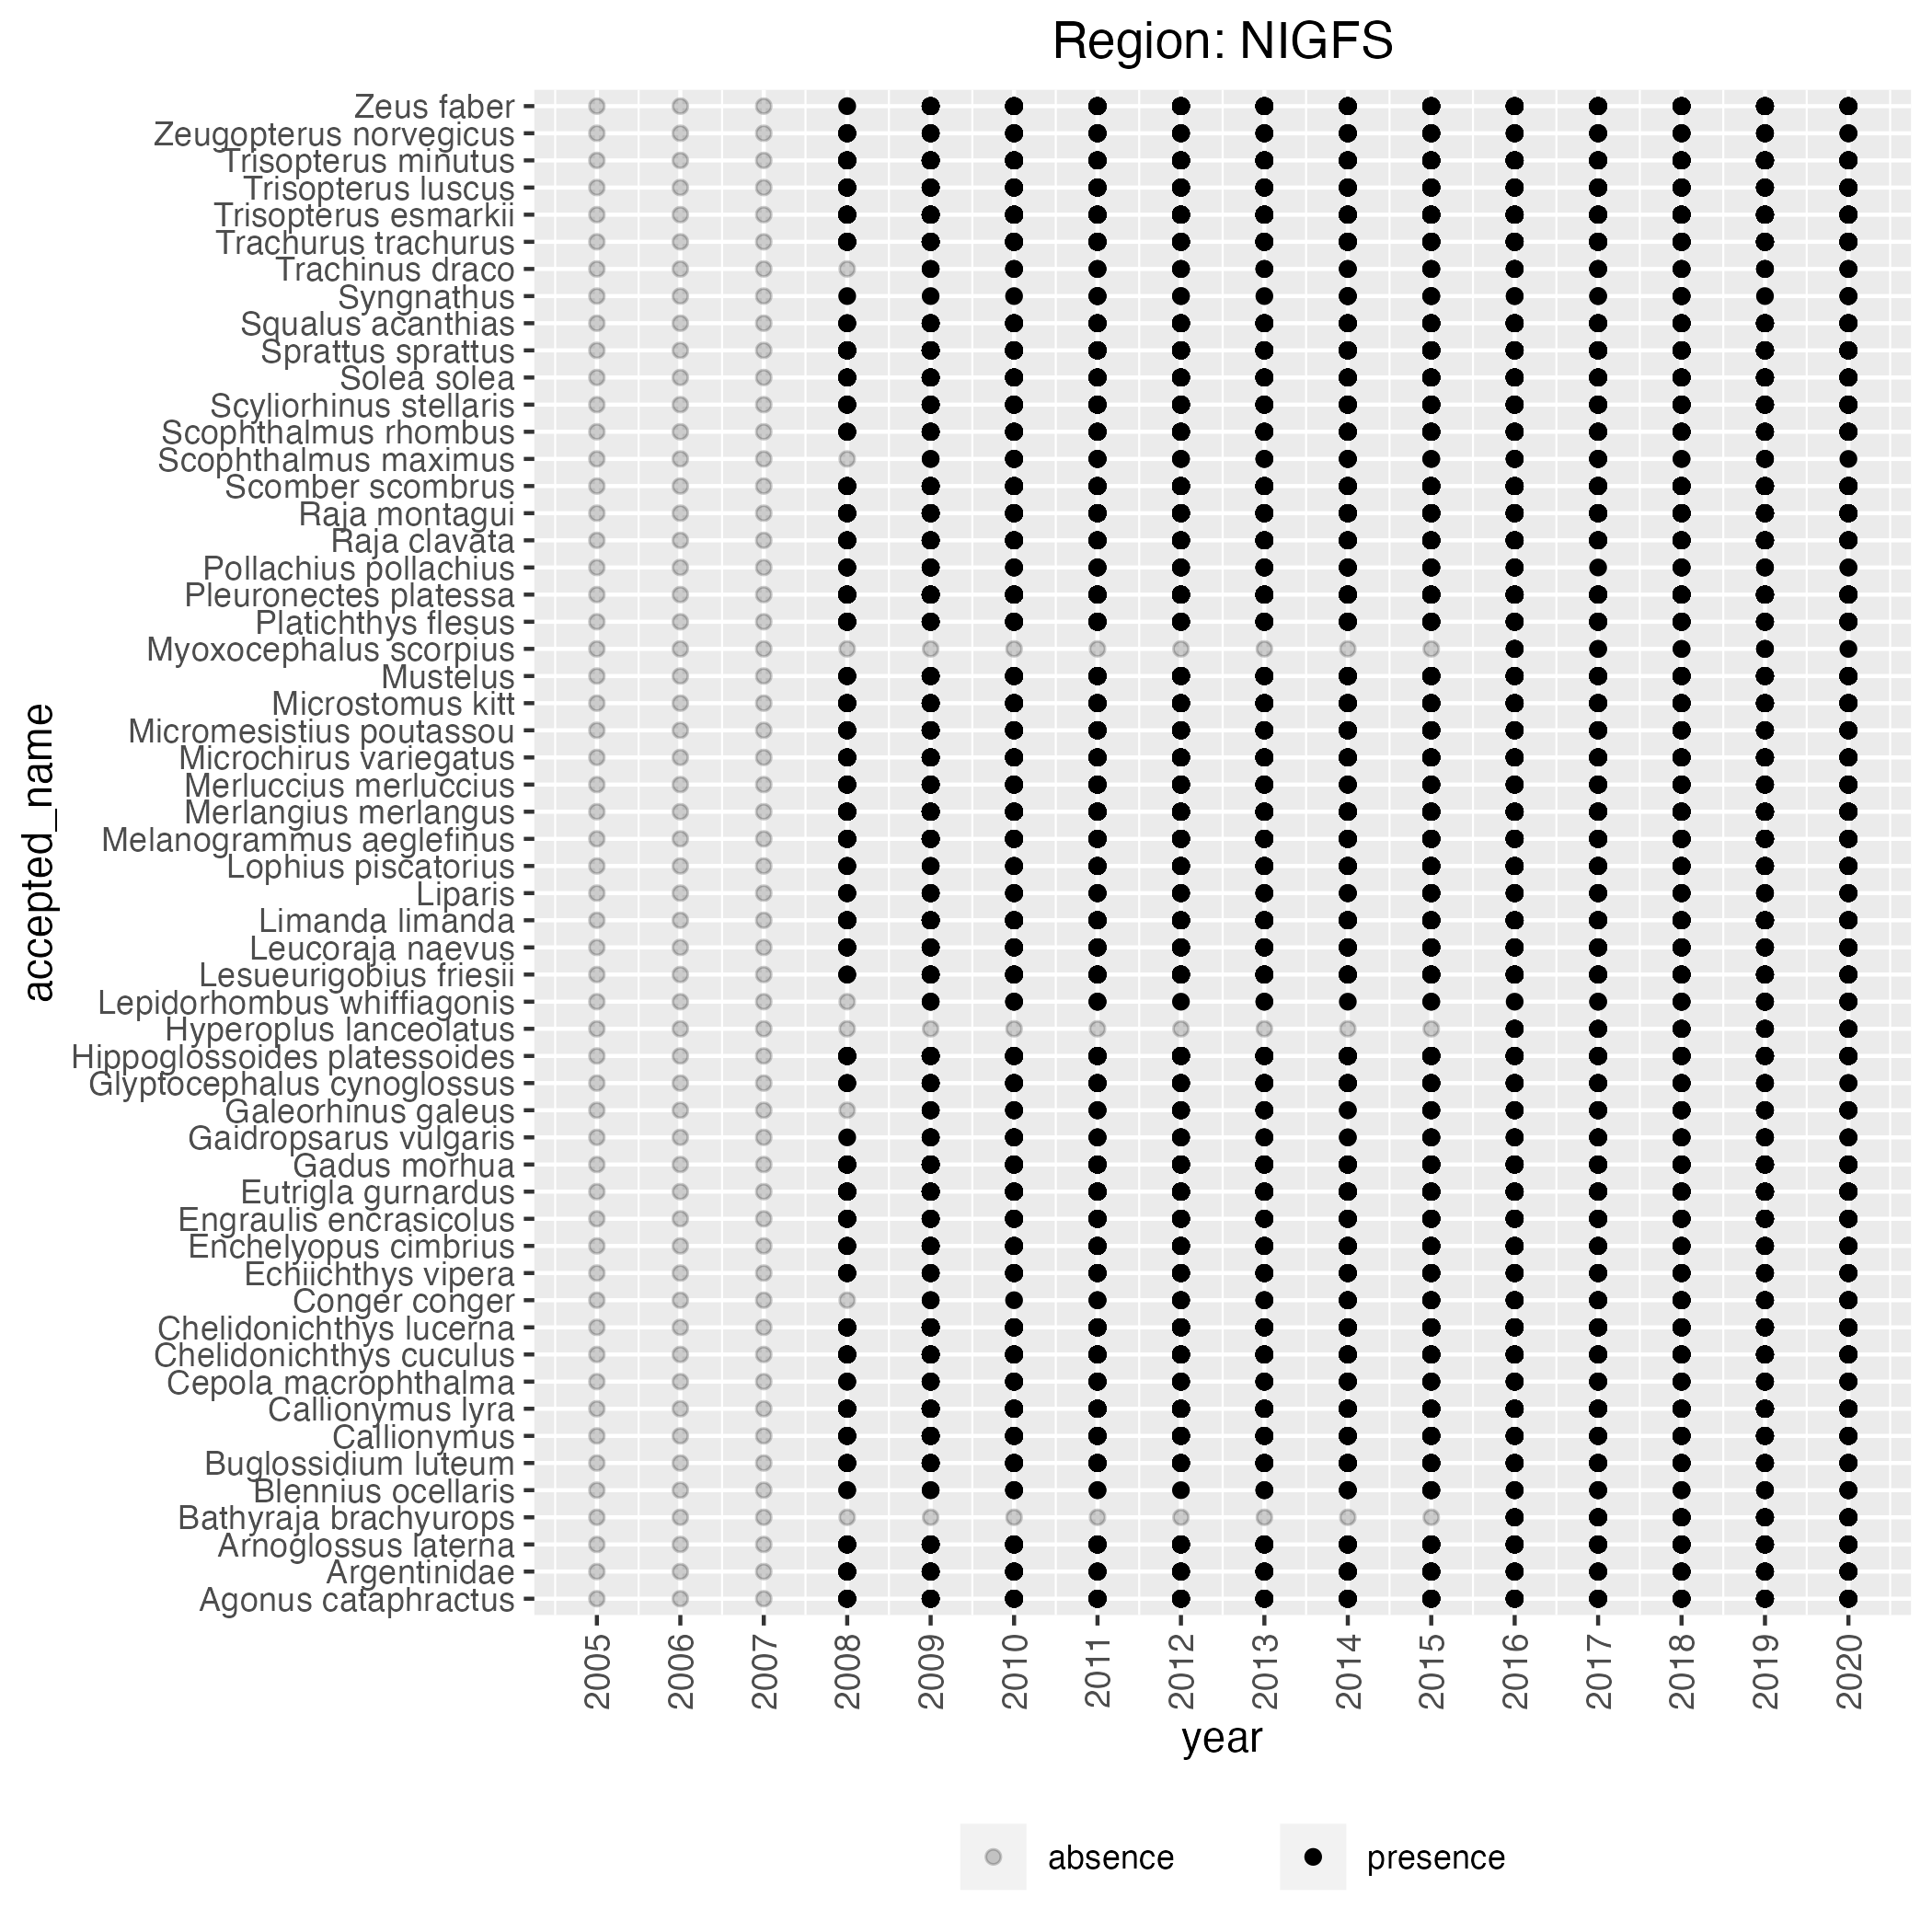 Region: NIGFS
Zeus faber
Zeugopterus norvegicus
Trisopterus minutus
Trisopterus luscus
Trisopterus esmarkii
Trachurus trachurus
Trachinus draco
Syngnathus
Squalus acanthias
Sprattus sprattus
Solea solea
Scyliorhinus stellaris
Scophthalmus rhombus
Scophthalmus maximus
Scomber scombrus
Raja montagui
Raja clavata
Pollachius pollachius
Pleuronectes platessa
Platichthys flesus
Myoxocephalus scorpius
Mustelus
Microstomus kitt
Micromesistius poutassou
Microchirus variegatus
Merluccius merluccius
Merlangius merlangus
Melanogrammus aeglefinus
Lophius piscatorius
Liparis
Limanda limanda
Leucoraja naevus
Lesueurigobius friesii
Lepidorhombus whiffiagonis
Hyperoplus lanceolatus
Hippoglossoides platessoides
Glyptocephalus cynoglossus
Galeorhinus galeus
Gaidropsarus vulgaris
Gadus morhua
Eutrigla gurnardus
Engraulis encrasicolus
Enchelyopus cimbrius
Echiichthys vipera
Conger conger
Chelidonichthys lucerna
Chelidonichthys cuculus
Cepola macrophthalma
Callionymus lyra
Callionymus
Buglossidium luteum
Blennius ocellaris
Bathyraja brachyurops
Arnoglossus laterna
Argentinidae
Agonus cataphractus
accepted_name
2005 2006 2007 2008 2009 2010 2011 2012 2013 2014 2015 2016 2017 2018 2019 2020
year
absence presence